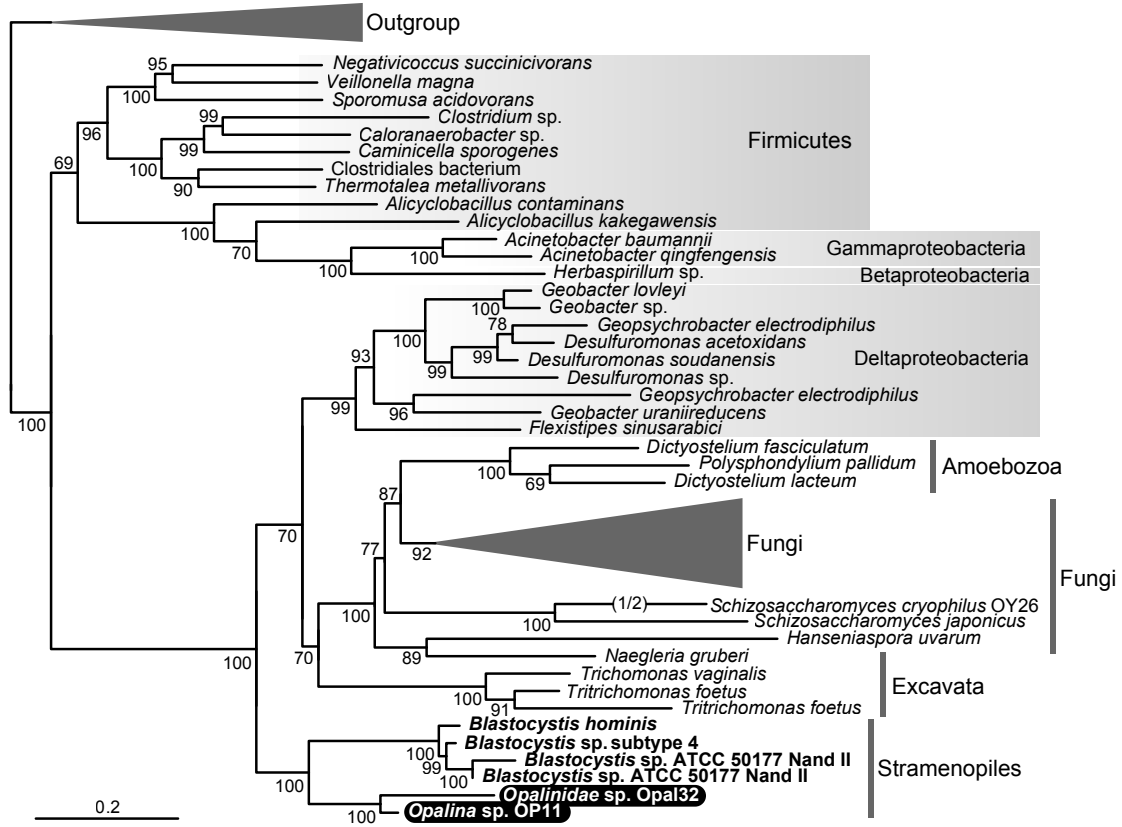 Outgroup
95
Negativicoccus succinicivorans
Veillonella magna
100
Sporomusa acidovorans
99
Clostridium sp.
96
Caloranaerobacter sp.
Firmicutes
99
Caminicella sporogenes
69
100
Clostridiales bacterium
90
Thermotalea metallivorans
Alicyclobacillus contaminans
100
Alicyclobacillus kakegawensis
70
Acinetobacter baumannii
Gammaproteobacteria
100
Acinetobacter qingfengensis
100
Herbaspirillum sp.
Betaproteobacteria
Geobacter lovleyi
100
Geobacter sp.
78
Geopsychrobacter electrodiphilus
100
Desulfuromonas acetoxidans
93
99
Desulfuromonas soudanensis
Deltaproteobacteria
99
Desulfuromonas sp.
Geopsychrobacter electrodiphilus
99
96
Geobacter uraniireducens
100
Flexistipes sinusarabici
Dictyostelium fasciculatum
100
Polysphondylium pallidum
Amoebozoa
69
Dictyostelium lacteum
87
70
77
92
Fungi
Fungi
(1/2)
Schizosaccharomyces cryophilus OY26
100
100
Schizosaccharomyces japonicus
Hanseniaspora uvarum
100
70
89
Naegleria gruberi
Trichomonas vaginalis
100
Tritrichomonas foetus
Excavata
91
Tritrichomonas foetus
Blastocystis hominis
100
Blastocystis sp. subtype 4
99
Blastocystis sp. ATCC 50177 Nand II
100
Blastocystis sp. ATCC 50177 Nand II
Stramenopiles
100
Opalinidae sp. Opal32
100
Opalina sp. OP11
0.2